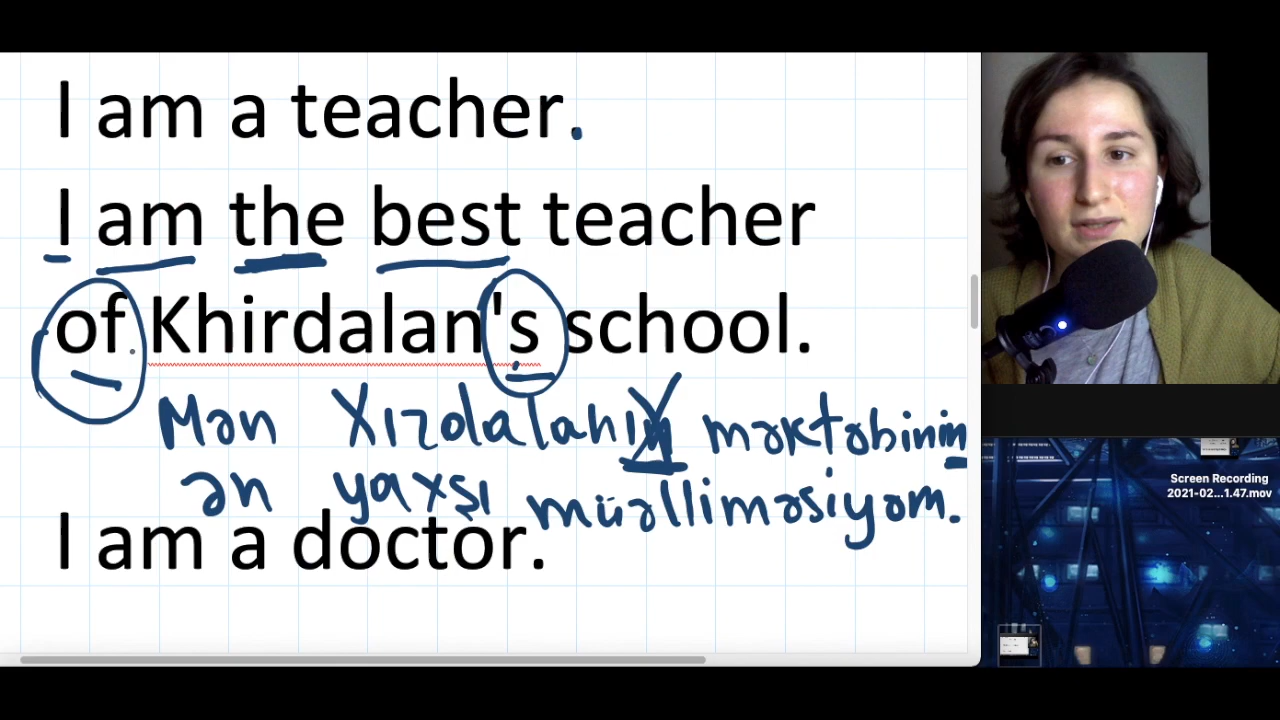 I am a teacher.
I am the best teacher
of Khirdalan's school.
Mən Xızdalanın məktəbinin
ən yaxşı müəlliməsiyəm.
I am a doctor.
Screen Recording
2021-02...1.47.mov